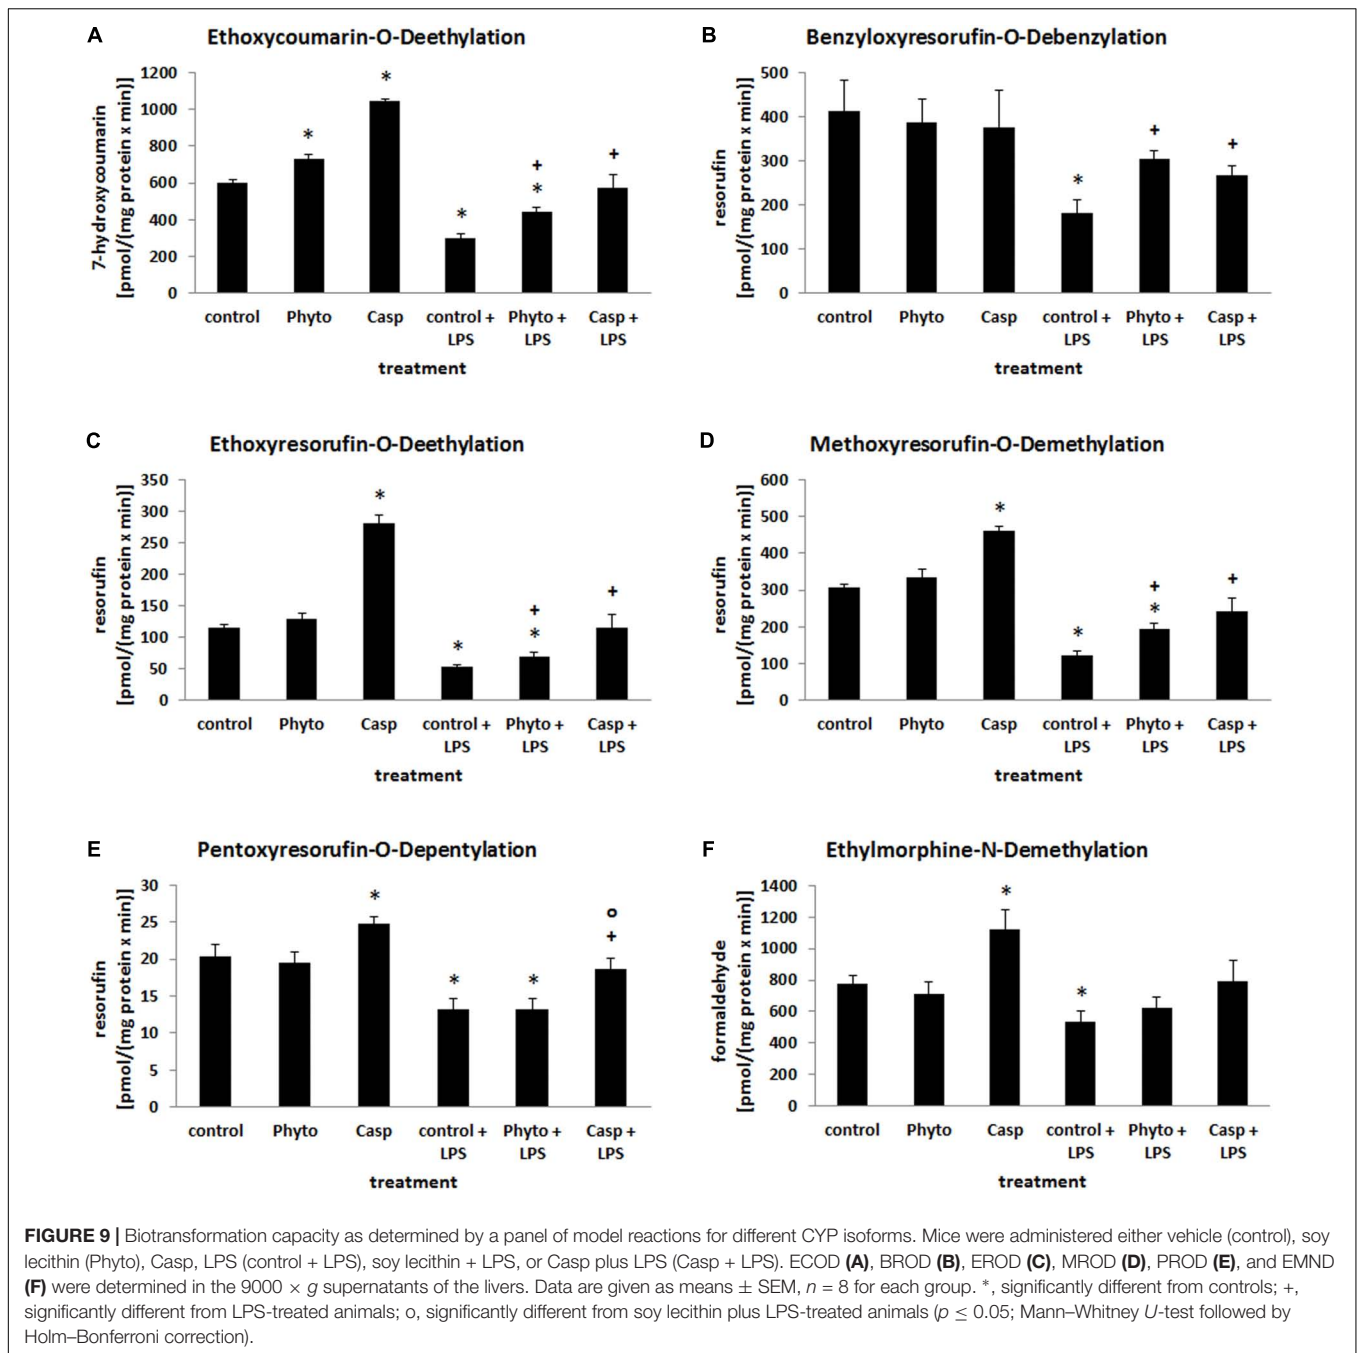 A
Ethoxycoumarin-O-Deethylation
7-hydroxycoumarin
[pmol/(mg protein x min)]
1200
1000
800
600
400
200
0
*
*
*
+
*
+
control
Phyto
Casp
control +
LPS
Phyto +
LPS
Casp +
LPS
treatment
B
Benzyloxyresorufin-O-Debenzylation
resorufin
[pmol/(mg protein x min)]
500
400
300
200
100
0
*
+
+
control
Phyto
Casp
control +
LPS
Phyto +
LPS
Casp +
LPS
treatment
C
Ethoxyresorufin-O-Deethylation
resorufin
[pmol/(mg protein x min)]
350
300
250
200
150
100
50
0
*
*
+
*
+
control
Phyto
Casp
control +
LPS
Phyto +
LPS
Casp +
LPS
treatment
D
Methoxyresorufin-O-Demethylation
resorufin
[pmol/(mg protein x min)]
600
500
400
300
200
100
0
*
*
+
*
+
control
Phyto
Casp
control +
LPS
Phyto +
LPS
Casp +
LPS
treatment
E
Pentoxyresorufin-O-Depentylation
resorufin
[pmol/(mg protein x min)]
30
25
20
15
10
5
0
*
*
*
o
+
control
Phyto
Casp
control +
LPS
Phyto +
LPS
Casp +
LPS
treatment
F
Ethylmorphine-N-Demethylation
formaldehyde
[pmol/(mg protein x min)]
1400
1200
1000
800
600
400
200
0
*
*
control
Phyto
Casp
control +
LPS
Phyto +
LPS
Casp +
LPS
treatment
FIGURE 9 | Biotransformation capacity as determined by a panel of model reactions for different CYP isoforms. Mice were administered either vehicle (control), soy
lecithin (Phyto), Casp, LPS (control + LPS), soy lecithin + LPS, or Casp plus LPS (Casp + LPS). ECOD (A), BROD (B), EROD (C), MROD (D), PROD (E), and EMND
(F) were determined in the 9000 × g supernatants of the livers. Data are given as means ± SEM, n = 8 for each group. *, significantly different from controls; +,
significantly different from LPS-treated animals; o, significantly different from soy lecithin plus LPS-treated animals (p ≤ 0.05; Mann–Whitney U-test followed by
Holm–Bonferroni correction).